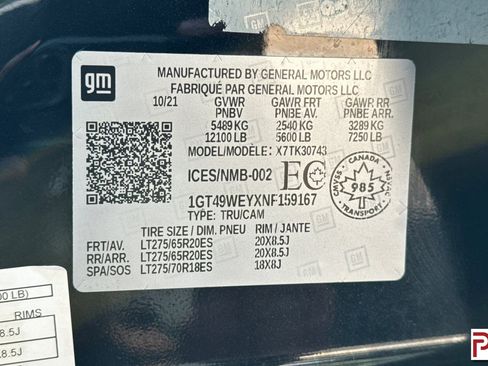 gm
MANUFACTURED BY GENERAL MOTORS LLC
FABRIQUÉ PAR GENERAL MOTORS LLC
10/21 GVWR GAWR FRT GAWR RR
PNBV PNBE AV. PNBE ARR.
5489 KG 2540 KG 3289 KG
12100 LB 5600 LB 7250 LB
MODEL/MODÈLE: X7TK30743
ICES/NMB-002 EC
CANADA
985
TRANSPORT
1GT49WEYXNF159167
TYPE: TRU/CAM
TIRE SIZE / DIM. PNEU RIM / JANTE
FRT/AV. LT275/65R20ES 20X8.5J
RR/ARR. LT275/65R20ES 20X8.5J
SPA/SOS LT275/70R18ES 18X8J
00 LB)
RIMS
8.5J
8.5J
P